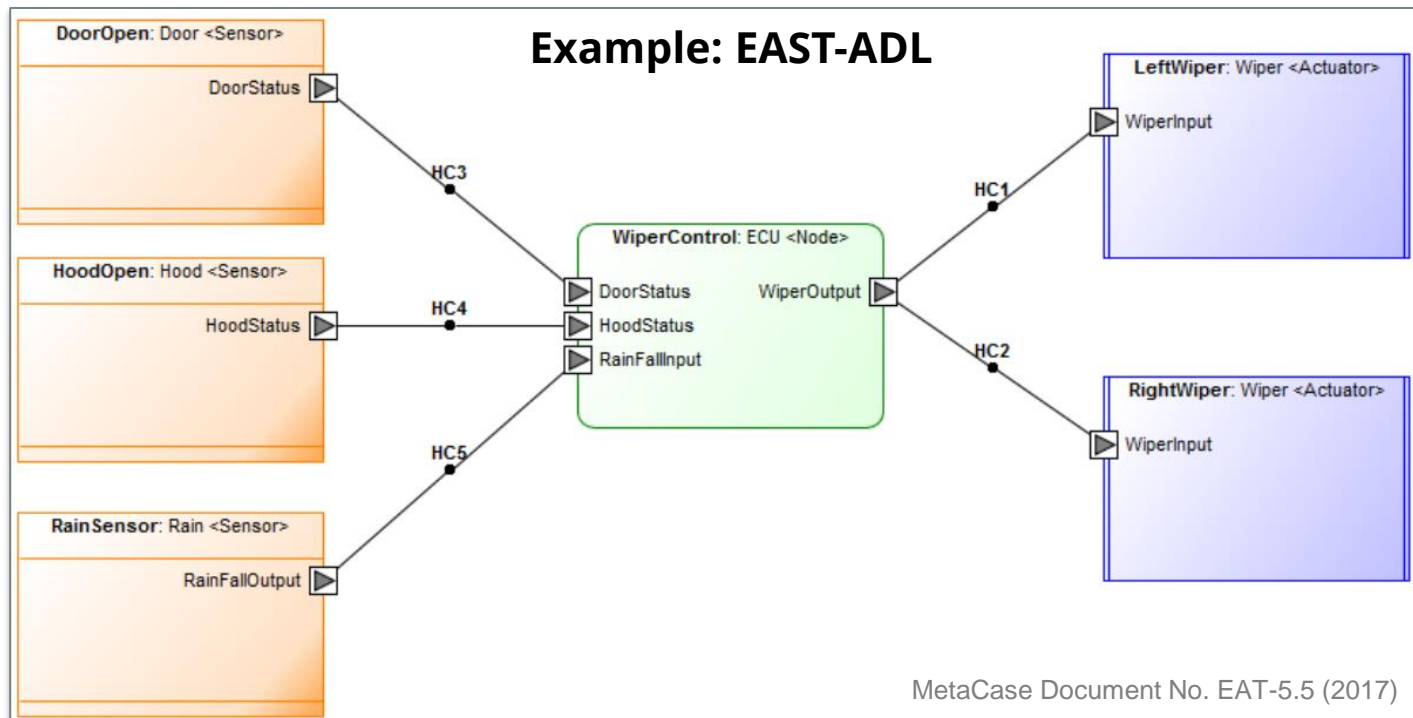 Example: EAST-ADL
DoorOpen: Door <Sensor>
DoorStatus
HC3
HoodOpen: Hood <Sensor>
HoodStatus
HC4
RainSensor: Rain <Sensor>
RainFallOutput
HC5
WiperControl: ECU <Node>
DoorStatus
WiperOutput
HoodStatus
RainFallInput
HC1
LeftWiper: Wiper <Actuator>
WiperInput
HC2
RightWiper: Wiper <Actuator>
WiperInput
MetaCase Document No. EAT-5.5 (2017)